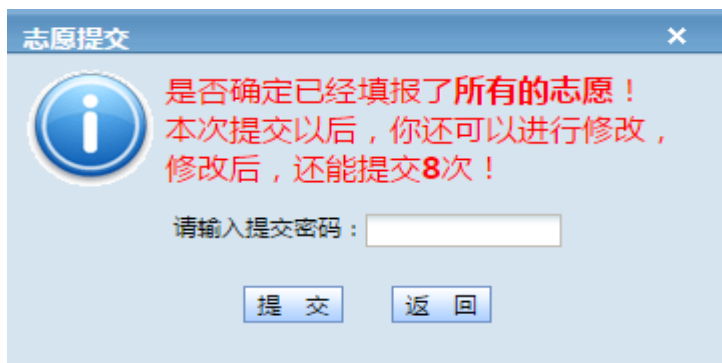 志愿提交
是否确定已经填报了所有的志愿！
本次提交以后，你还可以进行修改，
修改后，还能提交8次！
请输入提交密码：
提 交 返 回